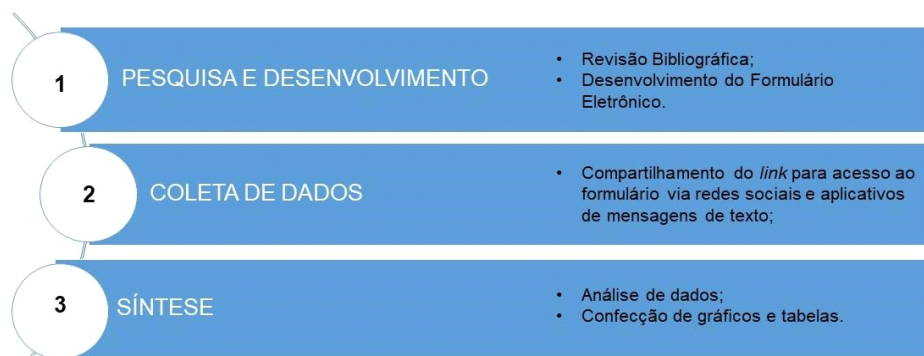 1
PESQUISA E DESENVOLVIMENTO
• Revisão Bibliográfica;
• Desenvolvimento do Formulário
Eletrônico.
2
COLETA DE DADOS
• Compartilhamento do link para acesso ao
formulário via redes sociais e aplicativos
de mensagens de texto;
3
SÍNTESE
• Análise de dados;
• Confecção de gráficos e tabelas.